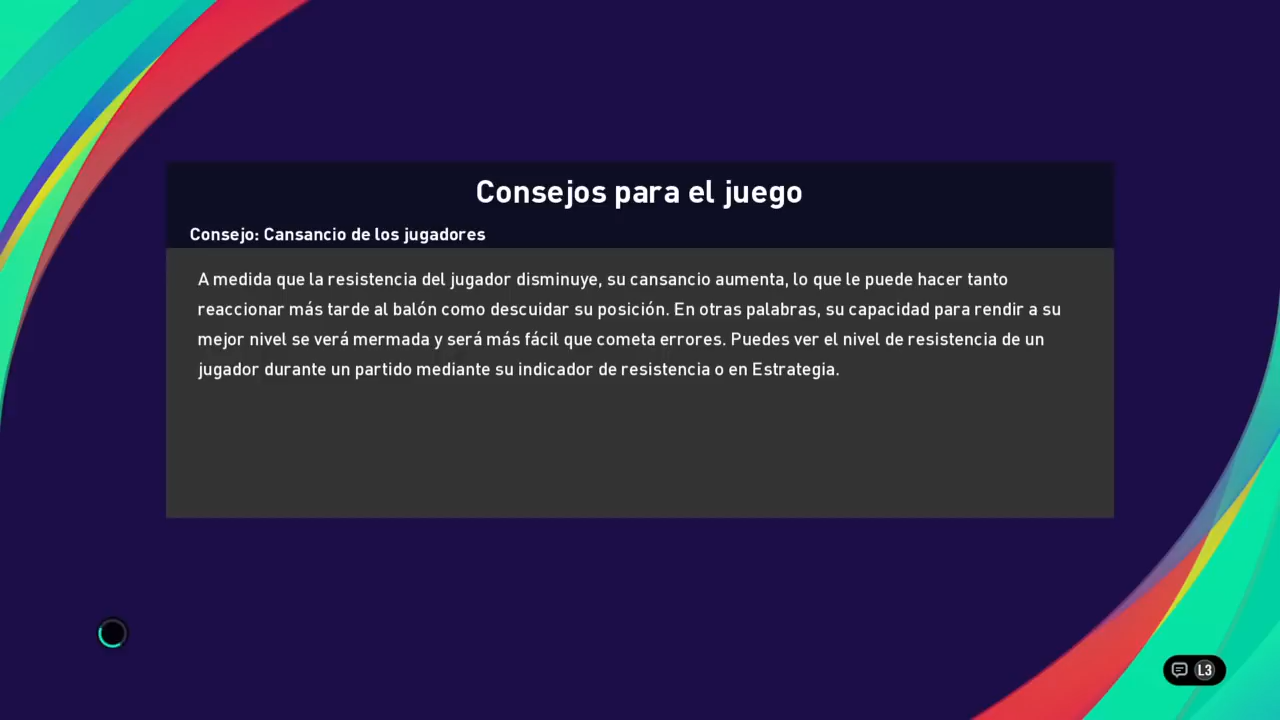 Consejos para el juego
Consejo: Cansancio de los jugadores
A medida que la resistencia del jugador disminuye, su cansancio aumenta, lo que le puede hacer tanto
reaccionar más tarde al balón como descuidar su posición. En otras palabras, su capacidad para rendir a su
mejor nivel se verá mermada y será más fácil que cometa errores. Puedes ver el nivel de resistencia de un
jugador durante un partido mediante su indicador de resistencia o en Estrategia.
L3